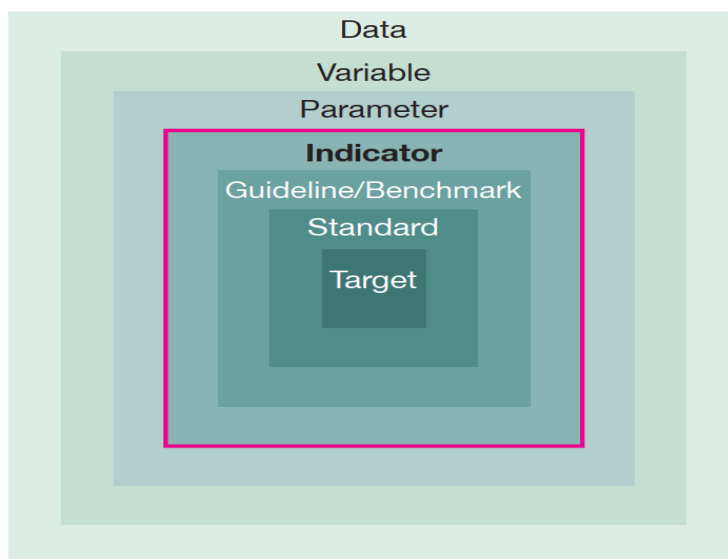 Data
Variable
Parameter
Indicator
Guideline/Benchmark
Standard
Target